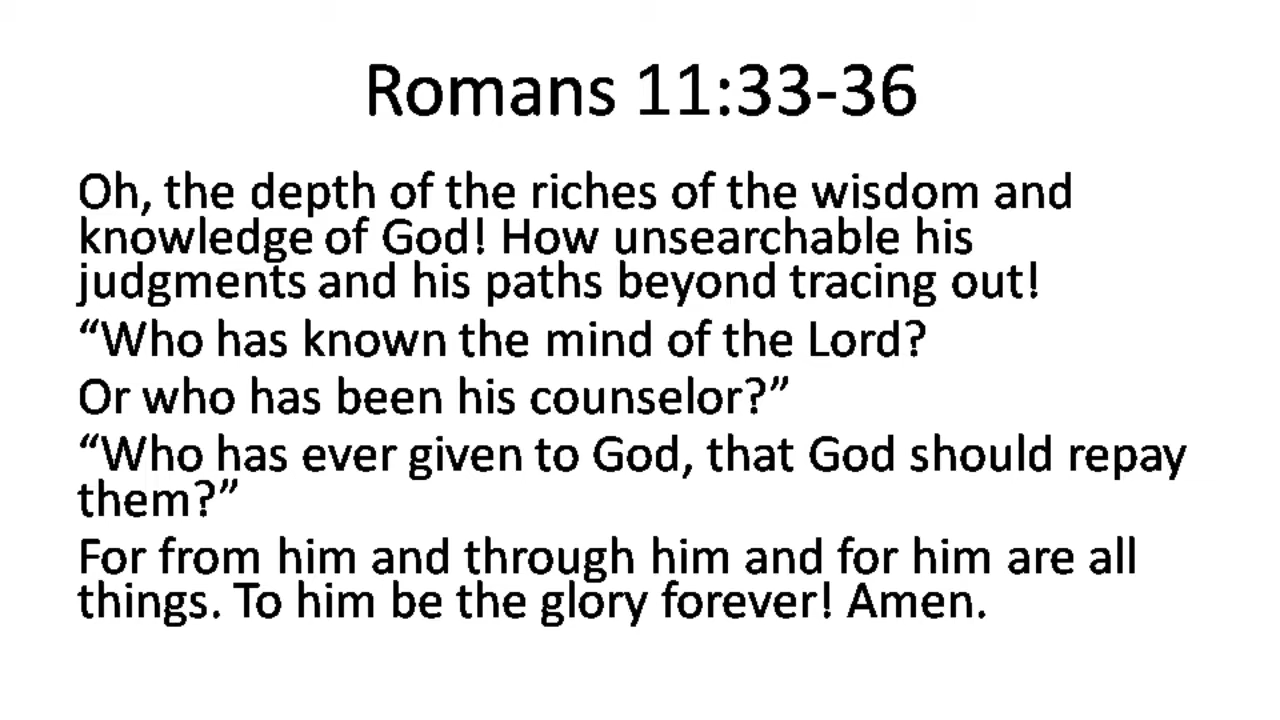 Romans 11:33-36
Oh, the depth of the riches of the wisdom and
knowledge of God! How unsearchable his
judgments and his paths beyond tracing out!
“Who has known the mind of the Lord?
Or who has been his counselor?”
“Who has ever given to God, that God should repay
them?”
For from him and through him and for him are all
things. To him be the glory forever! Amen.